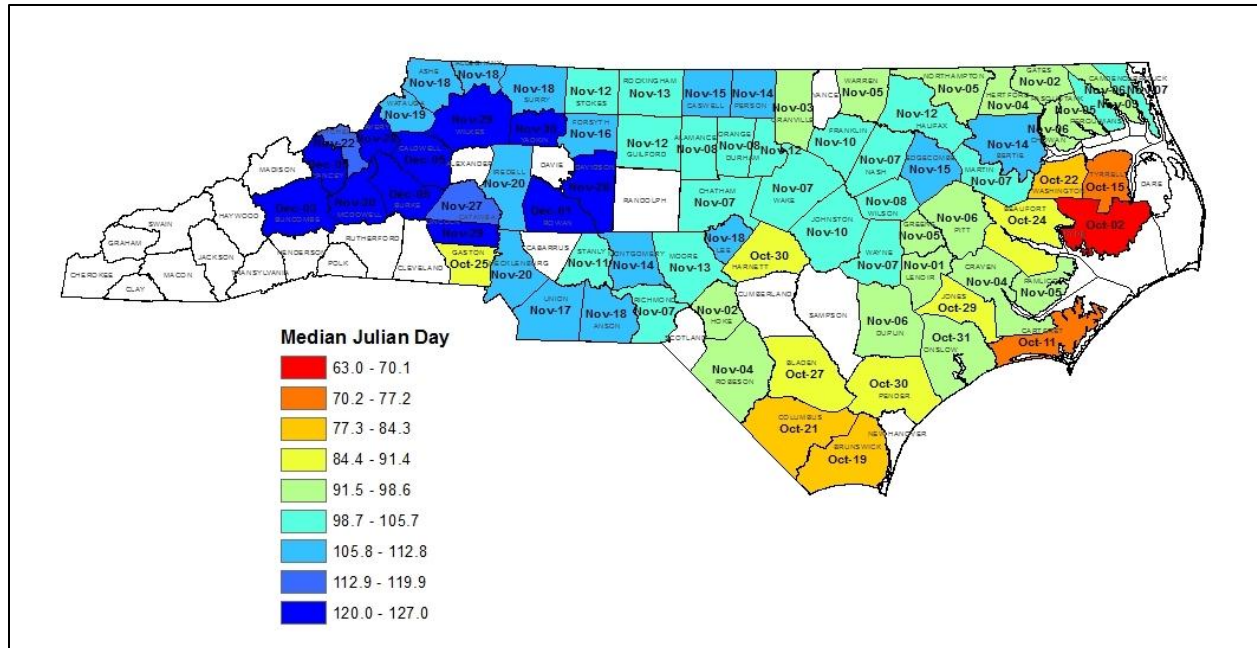 ASHE
Nov-18
Nov-18
Nov-18
SURRY
Nov-12
STOKES
ROCKINGHAM
Nov-13
Nov-15
CASWELL
Nov-14
PERSON
Nov-03
GRANVILLE
VANCE
WARREN
Nov-05
NORTHAMPTON
Nov-05
GATES
Nov-02
HERTFORD
Nov-04
Nov-06
Nov-07
Nov-09
Nov-05
Nov-06
WATAUGA
Nov-19
WILKES
YADKIN
FORSYTH
Nov-16
Nov-12
GUILFORD
ALAMANCE
Nov-08
ORANGE
Nov-08
DURHAM
Nov-12
FRANKLIN
Nov-10
Nov-12
HALIFAX
Nov-14
BERTIE
CALDWELL
ALEXANDER
IREDELL
Nov-20
DAVIE
DAVIDSON
RANDOLPH
CHATHAM
Nov-07
Nov-07
WAKE
Nov-07
NASH
EDGECOMBE
Nov-15
MARTIN
Nov-07
Oct-22
WASHINGTON
TYRRELL
Oct-15
DARE
MADISON
YANCEY
BUNCOMBE
MCDOWELL
BURKE
Nov-27
CATAWBA
ROWAN
JOHNSTON
Nov-10
Nov-08
WILSON
Nov-06
PITT
BEAUFORT
Oct-24
Oct-02
SWAIN
HAYWOOD
GRAHAM
JACKSON
HENDERSON
RUTHERFORD
POLK
CLEVELAND
GASTON
Oct-25
MECKLENBURG
Nov-20
CABARRUS
STANLY
Nov-11
MONTGOMERY
Nov-14
MOORE
Nov-13
Nov-18
LEE
Oct-30
HARNETT
WAYNE
Nov-07
GREENE
Nov-05
Nov-01
LENOIR
CRAVEN
Nov-04
PAMLICO
Nov-05
CHEROKEE
CLAY
MACON
TRANSYLVANIA
UNION
Nov-17
Nov-18
ANSON
RICHMOND
Nov-07
SCOTLAND
Nov-02
HOKE
CUMBERLAND
SAMPSON
Nov-06
DUPLIN
JONES
Oct-29
Oct-31
ONSLOW
CARTERET
Oct-11
Nov-04
ROBESON
BLADEN
Oct-27
Oct-30
PENDER
COLUMBUS
Oct-21
NEW HANOVER
BRUNSWICK
Oct-19
Median Julian Day
63.0 - 70.1
70.2 - 77.2
77.3 - 84.3
84.4 - 91.4
91.5 - 98.6
98.7 - 105.7
105.8 - 112.8
112.9 - 119.9
120.0 - 127.0